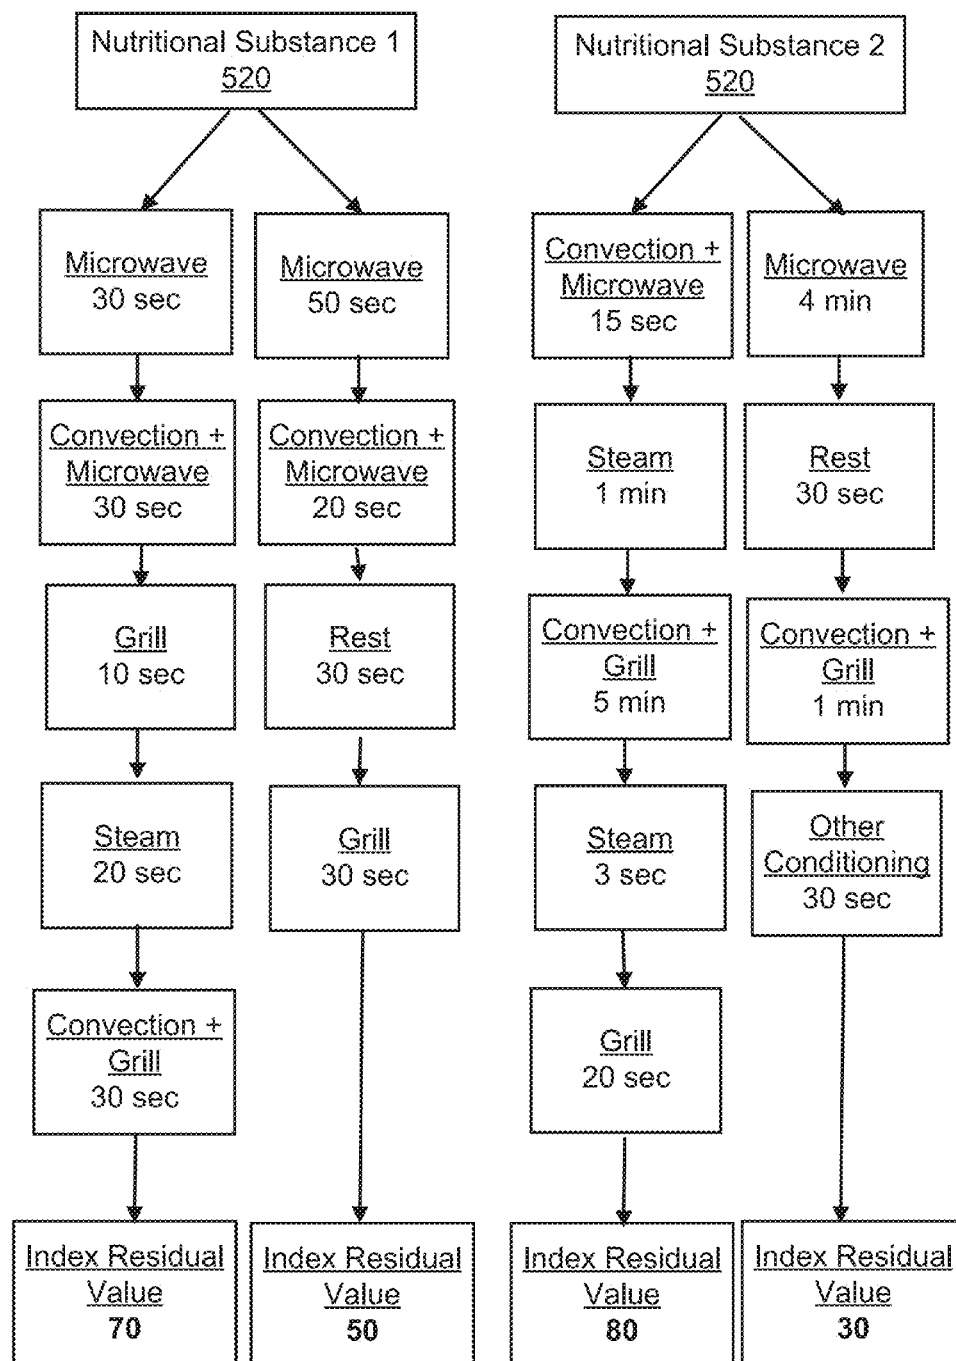 Nutritional Substance 1
520
Microwave
30 sec
Convection +
Microwave
30 sec
Grill
10 sec
Steam
20 sec
Convection +
Grill
30 sec
Index Residual
Value
70
Microwave
50 sec
Convection +
Microwave
20 sec
Rest
30 sec
Grill
30 sec
Index Residual
Value
50
Nutritional Substance 2
520
Convection +
Microwave
15 sec
Steam
1 min
Convection +
Grill
5 min
Steam
3 sec
Grill
20 sec
Index Residual
Value
80
Microwave
4 min
Rest
30 sec
Convection +
Grill
1 min
Other
Conditioning
30 sec
Index Residual
Value
30